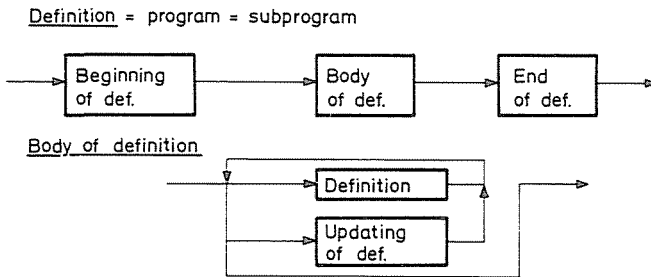 Definition = program = subprogram
Beginning
of def.
Body
of def.
End
of def.
Body of definition
Definition
Updating
of def.